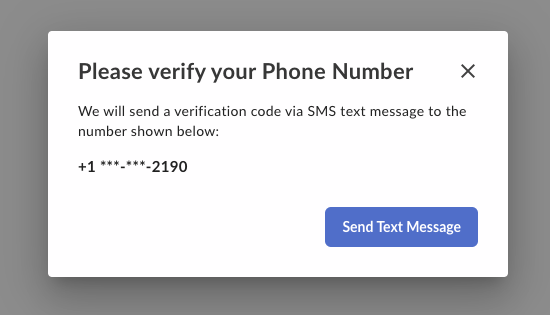 Please verify your Phone Number
We will send a verification code via SMS text message to the
number shown below:
+1 ***-***-2190
Send Text Message